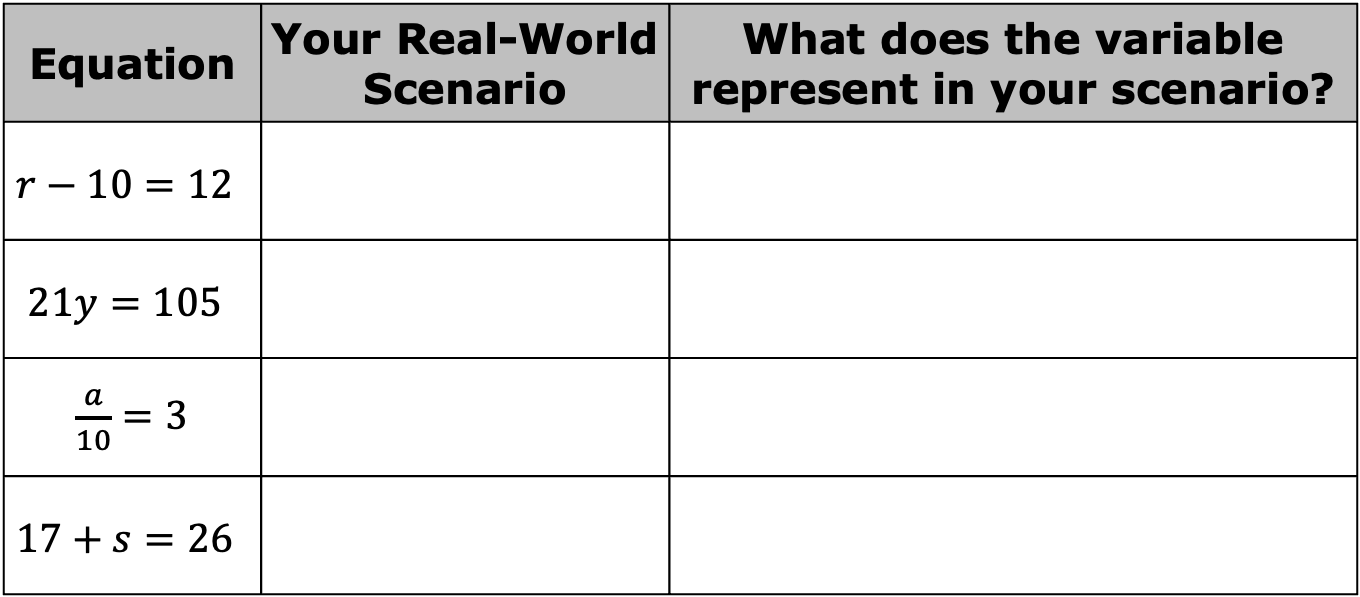 Equation
Your Real-World
Scenario
What does the variable
represent in your scenario?
r − 10 = 12
21y = 105
a/10 = 3
17 + s = 26